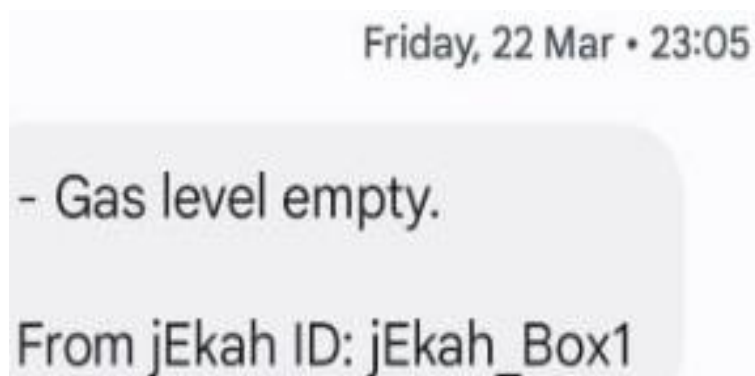 Friday, 22 Mar • 23:05
- Gas level empty.
From jEkah ID: jEkah_Box1